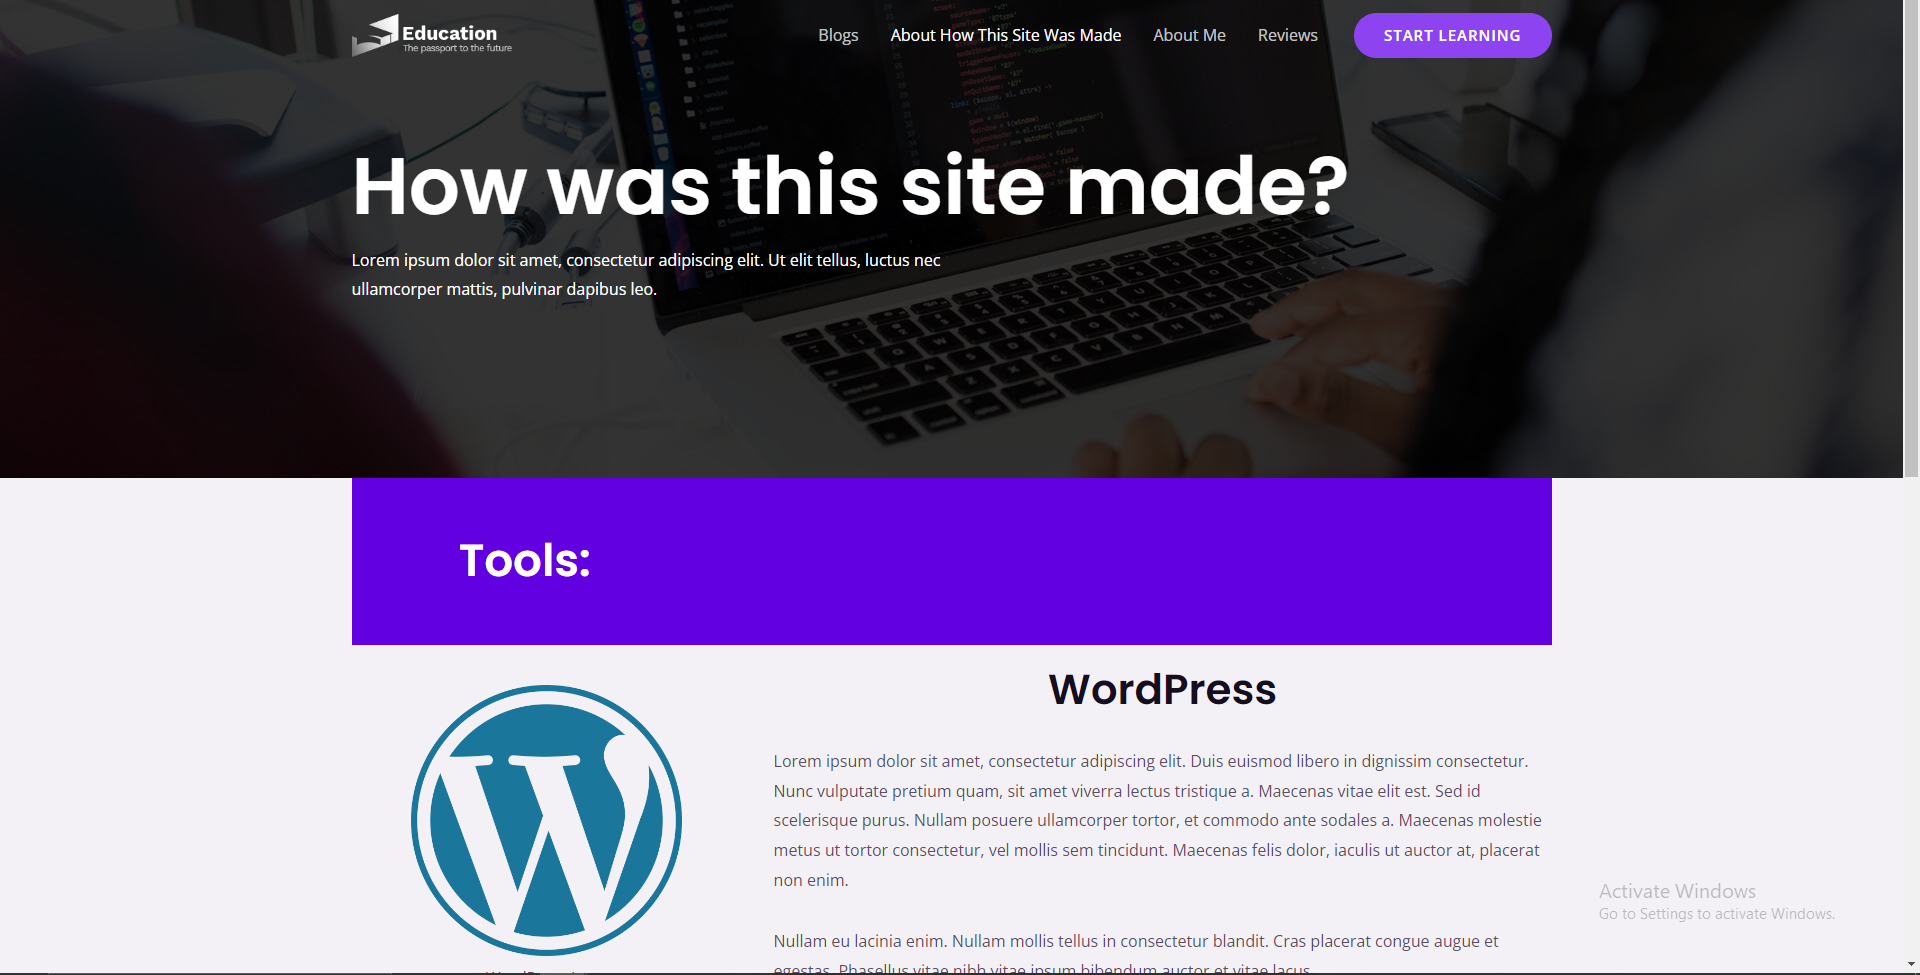 Education
The passport to the future
Blogs
About How This Site Was Made
About Me
Reviews
START LEARNING
How was this site made?
Lorem ipsum dolor sit amet, consectetur adipiscing elit. Ut elit tellus, luctus nec
ullamcorper mattis, pulvinar dapibus leo.
Tools:
WordPress
Lorem ipsum dolor sit amet, consectetur adipiscing elit. Duis euismod libero in dignissim consectetur.
Nunc vulputate pretium quam, sit amet viverra lectus tristique a. Maecenas vitae elit est. Sed id
scelerisque purus. Nullam posuere ullamcorper tortor, et commodo ante sodales a. Maecenas molestie
metus ut tortor consectetur, vel mollis sem tincidunt. Maecenas felis dolor, iaculis ut auctor at, placerat
non enim.
Nullam eu lacinia enim. Nullam mollis tellus in consectetur blandit. Cras placerat congue augue et
egestas. Phasellus vitae nibh vitae ipsum bibendum auctor et vitae lacus.
Activate Windows
Go to Settings to activate Windows.